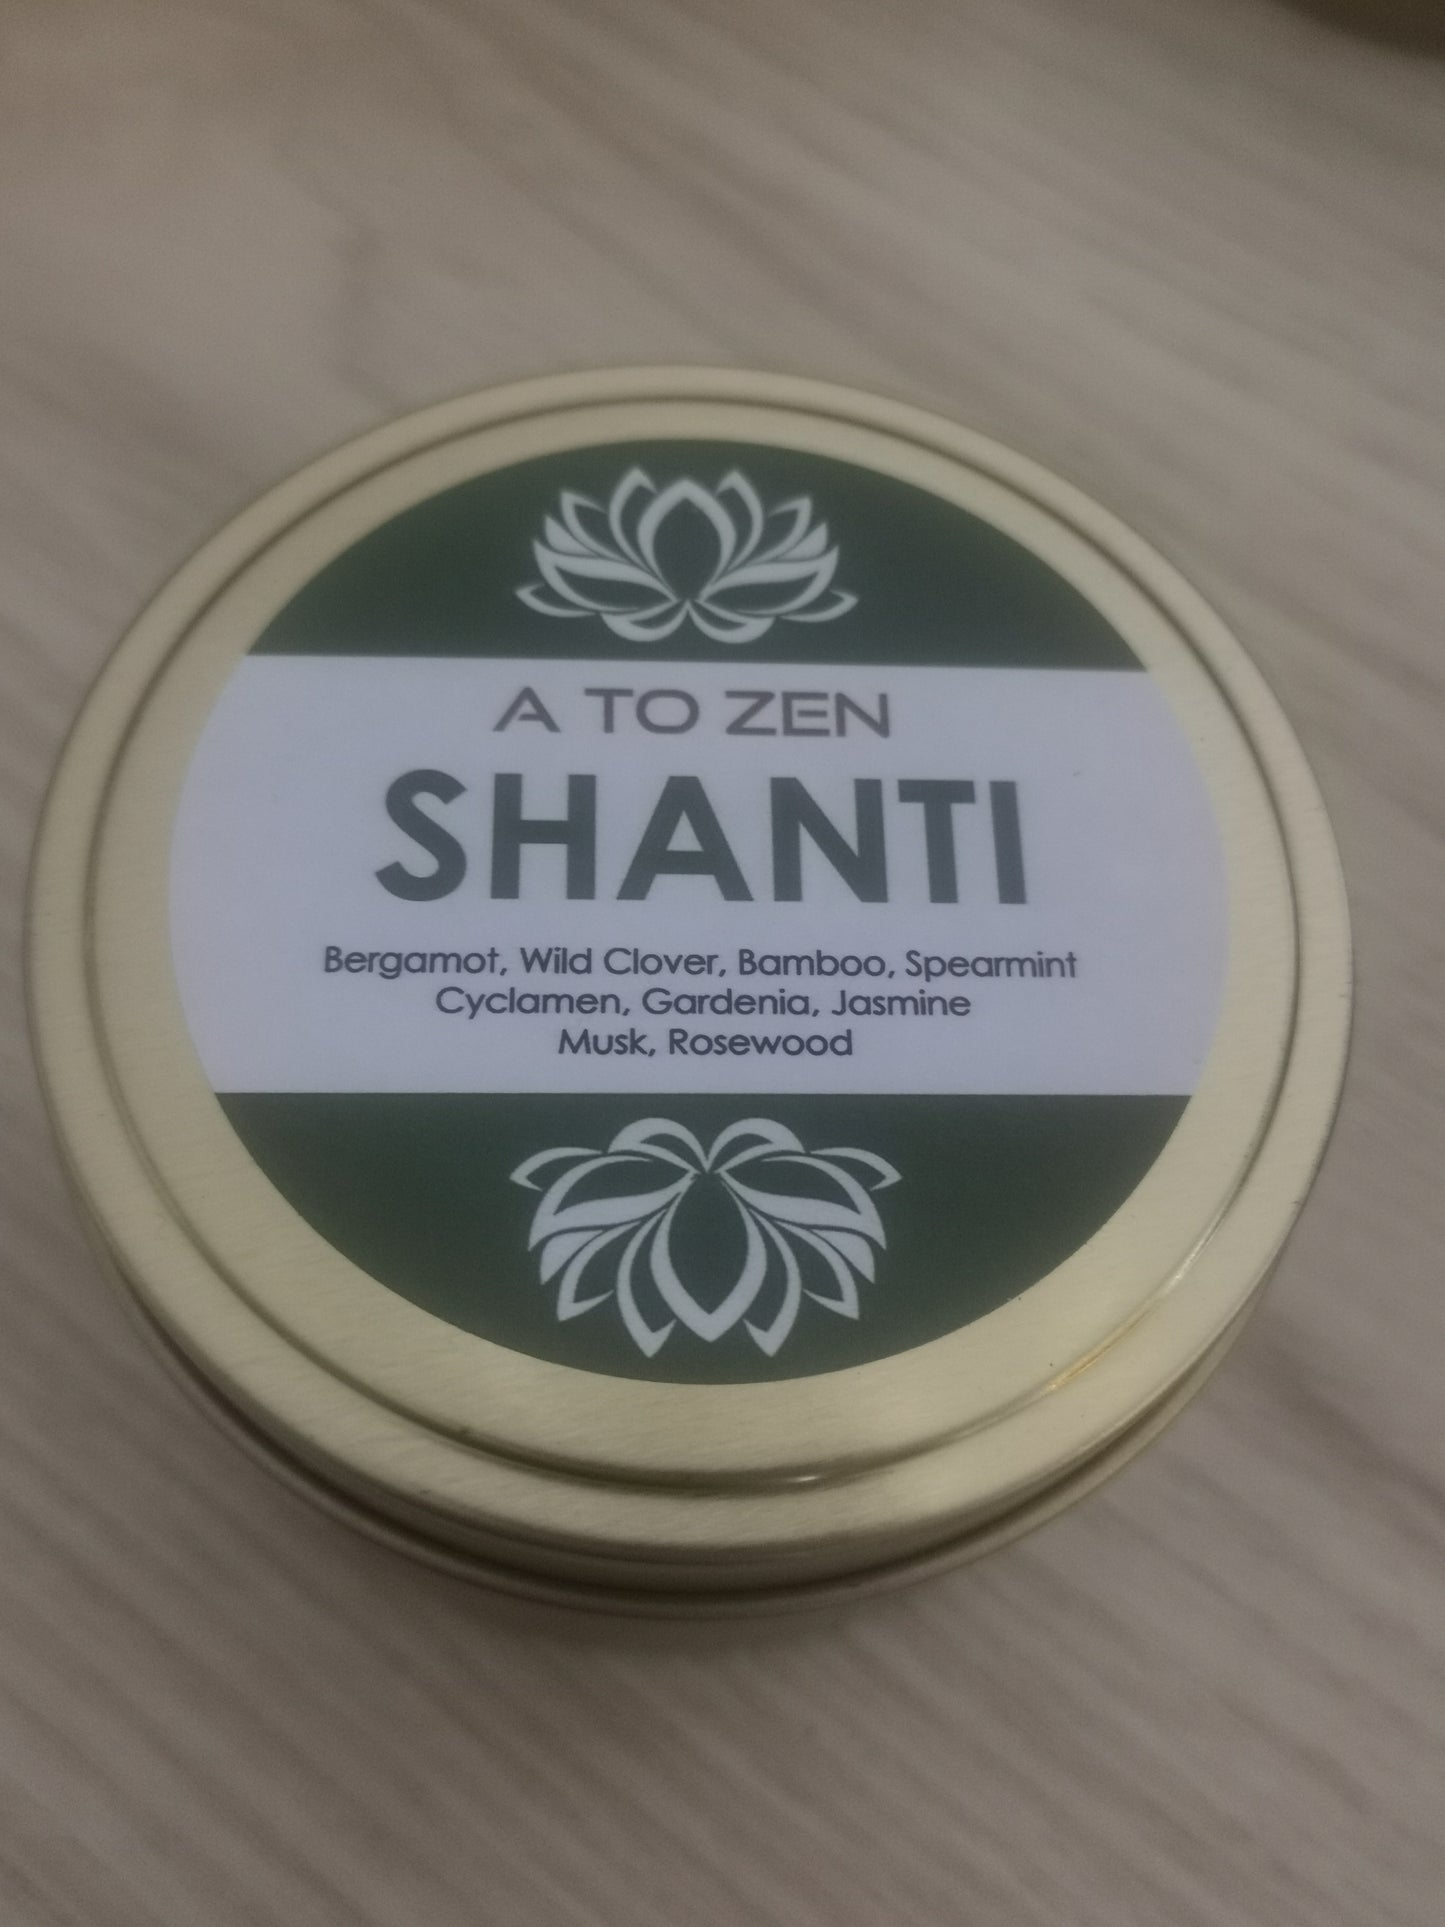 A TO ZEN
SHANTI
Bergamot, Wild Clover, Bamboo, Spearmint
Cyclamen, Gardenia, Jasmine
Musk, Rosewood